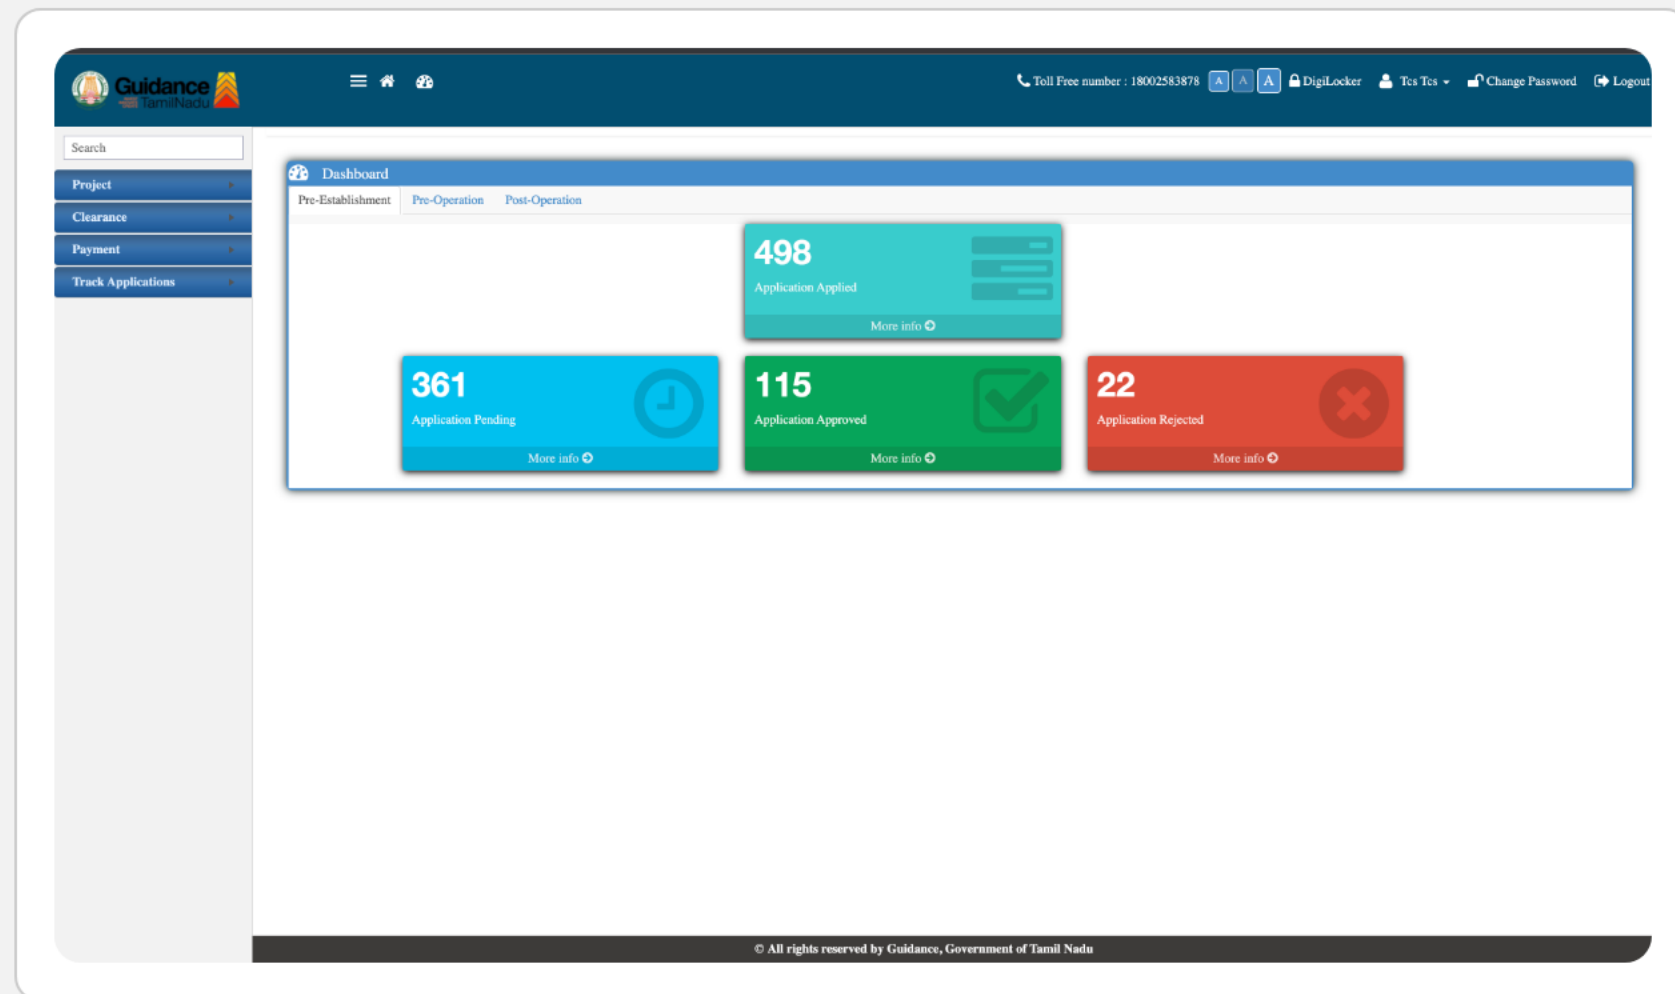 Guidance
TamilNadu
Toll Free number : 18002583878 A A A DigiLocker Tcs Tcs Change Password Logout
Search
Project
Clearance
Payment
Track Applications
Dashboard
Pre-Establishment Pre-Operation Post-Operation
498
Application Applied
More info
361
Application Pending
More info
115
Application Approved
More info
22
Application Rejected
More info
© All rights reserved by Guidance, Government of Tamil Nadu